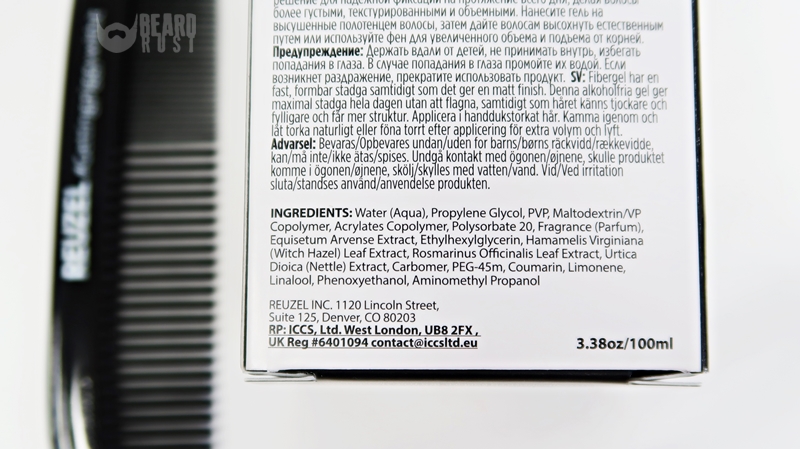 BEARD
RUST
REUZEL
решение для надежной фиксации на протяжение всего дня, делая волосы
более густыми, текстурированными и объемными. Нанесите гель на
высушенные полотенцем волосы, затем дайте волосам высохнуть естественным
путем или используйте фен для увеличенного объема и подъема от корней.
Предупреждение: Держать вдали от детей, не принимать внутрь, избегать
попадания в глаза. В случае попадания в глаза промойте их водой. Если
возникнет раздражение, прекратите использовать продукт. SV: Fibergel har en
fast, formbar stadga samtidigt som det ger en matt finish. Denna alkoholfria gel ger
maximal stadga hela dagen utan att flagna, samtidigt som håret känns tjockare och
fylligare och får mer struktur. Applicera i handdukstorkat hår. Kamma igenom och
låt torka naturligt eller föna torrt efter applicering för extra volym och lyft.
Advarsel: Bevaras/Opbevares undan/uden for barns/børns räckvidd/rækkevidde,
kan/må inte/ikke ätas/spises. Undgå kontakt med ögonen/øjnene, skulle produktet
komme i ögonen/øjnene, skölj/skylles med vatten/vand. Vid/Ved irritation
sluta/standses använd/anvendelse produkten.
INGREDIENTS: Water (Aqua), Propylene Glycol, PVP, Maltodextrin/VP
Copolymer, Acrylates Copolymer, Polysorbate 20, Fragrance (Parfum),
Equisetum Arvense Extract, Ethylhexylglycerin, Hamamelis Virginiana
(Witch Hazel) Leaf Extract, Rosmarinus Officinalis Leaf Extract, Urtica
Dioica (Nettle) Extract, Carbomer, PEG-45m, Coumarin, Limonene,
Linalool, Phenoxyethanol, Aminomethyl Propanol
REUZEL INC. 1120 Lincoln Street,
Suite 125, Denver, CO 80203
RP: ICCS, Ltd. West London, UB8 2FX ,
UK Reg #6401094 contact@iccsltd.eu
3.38oz/100ml